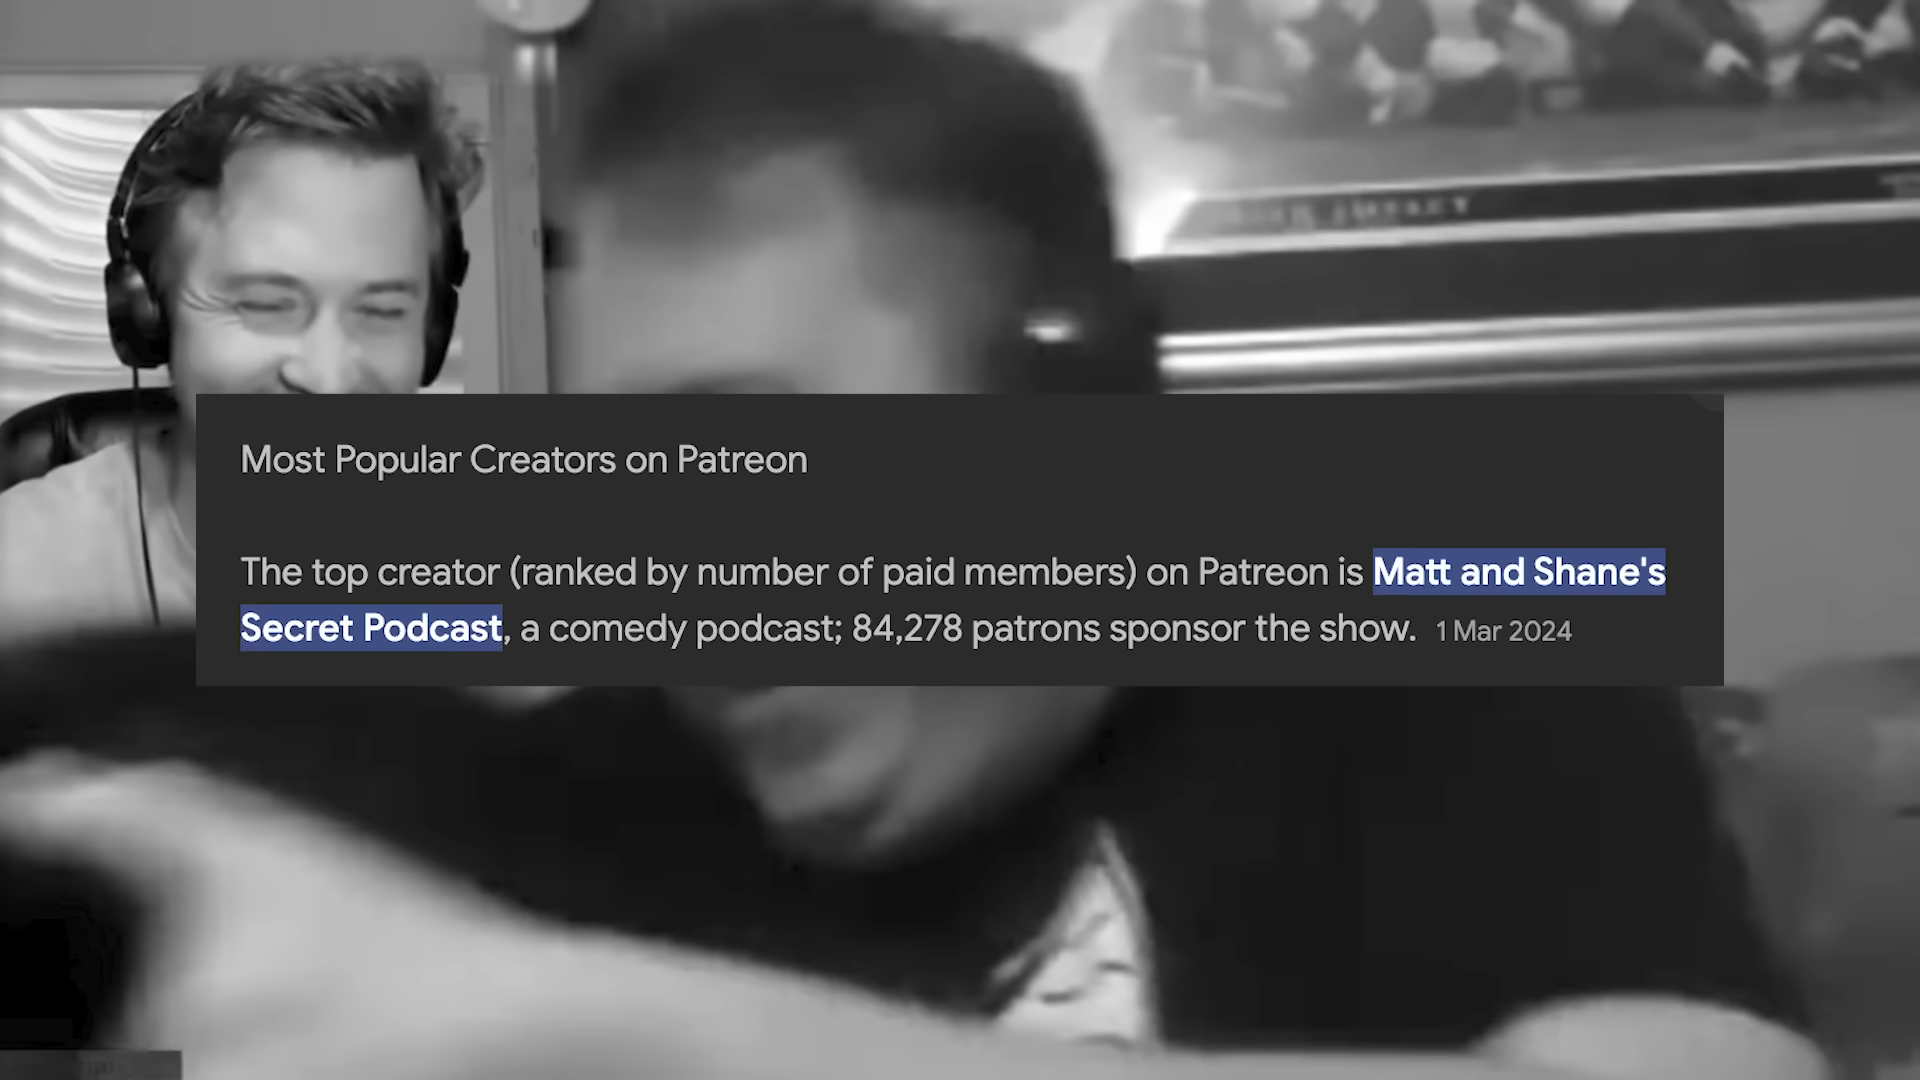 Most Popular Creators on Patreon
The top creator (ranked by number of paid members) on Patreon is Matt and Shane's
Secret Podcast, a comedy podcast; 84,278 patrons sponsor the show. 1 Mar 2024